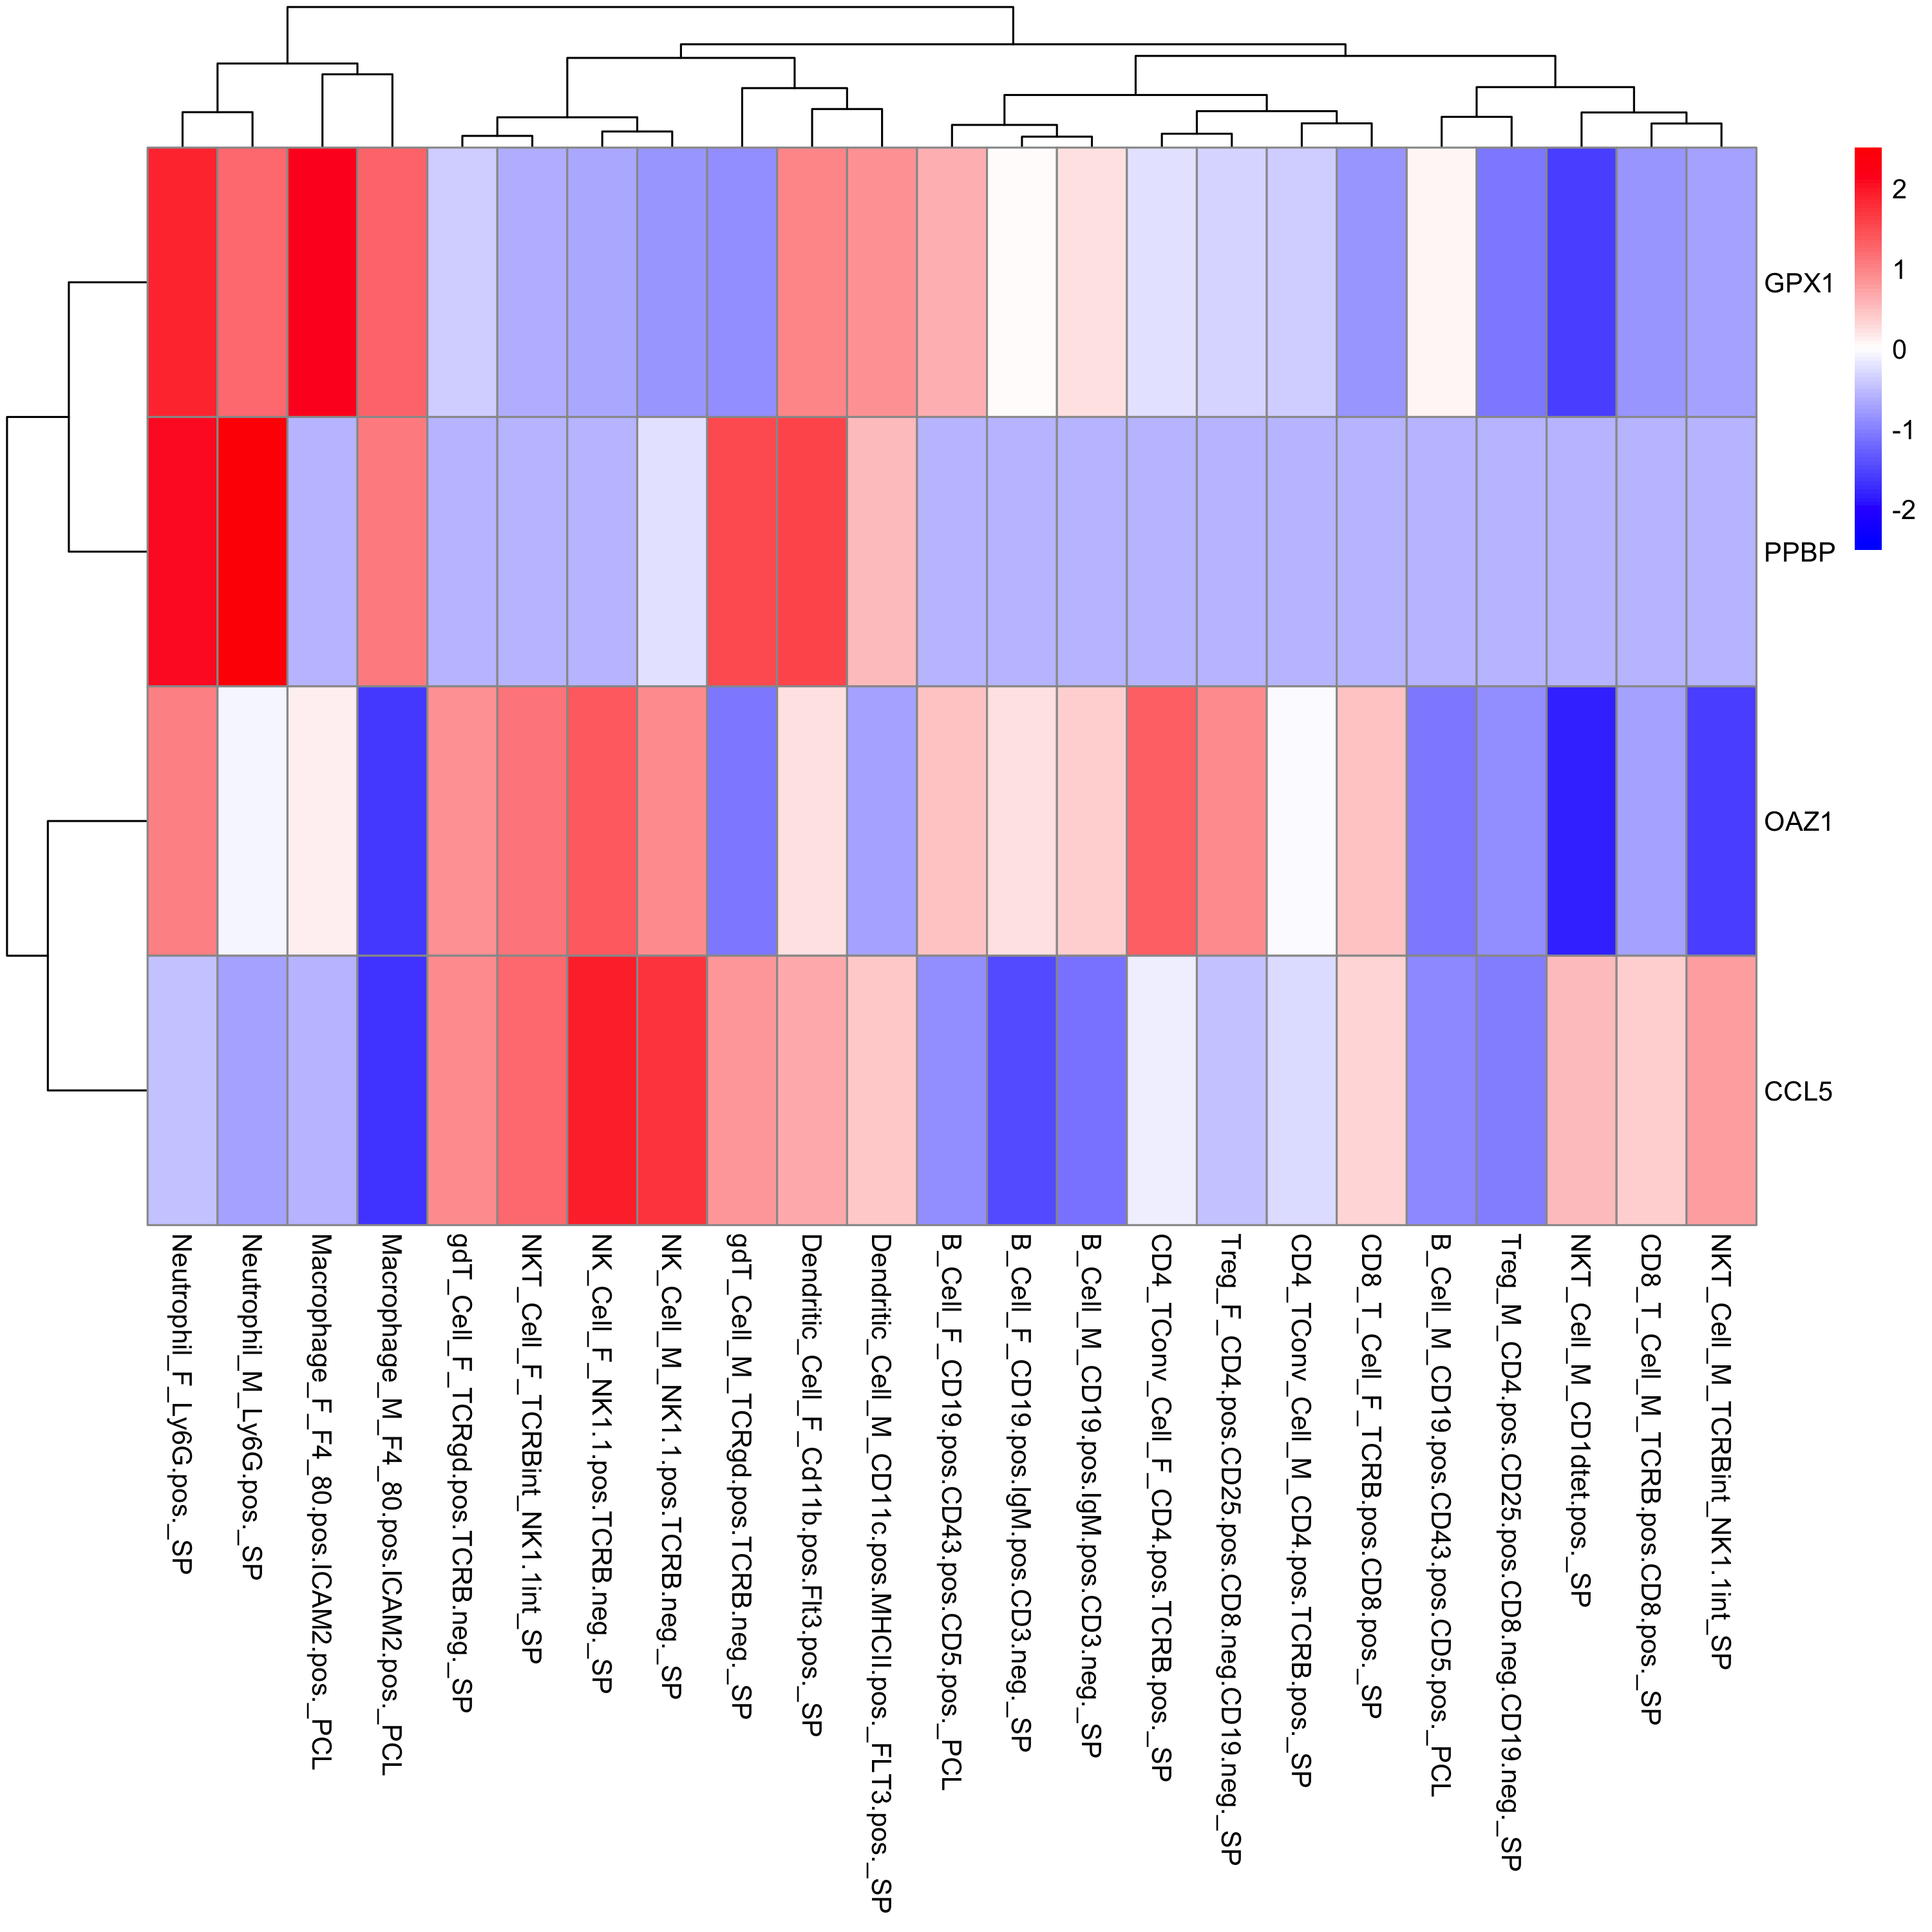 GPX1
PPBP
OAZ1
CCL5
2
1
0
-1
-2
Neutrophil_F_Ly6G.pos._SP
Neutrophil_M_Ly6G.pos._SP
Macrophage_F_F4_80.pos.ICAM2.pos._PCL
Macrophage_M_F4_80.pos.ICAM2.pos._PCL
gdT_Cell_F_TCRgd.pos.TCRB.neg._SP
NKT_Cell_F_TCRBint_NK1.1int_SP
NK_Cell_F_NK1.1.pos.TCRB.neg._SP
NK_Cell_M_NK1.1.pos.TCRB.neg._SP
gdT_Cell_M_TCRgd.pos.TCRB.neg._SP
Dendritic_Cell_F_Cd11b.pos.Flt3.pos._SP
Dendritic_Cell_M_CD11c.pos.MHCII.pos._FLT3.pos._SP
B_Cell_F_CD19.pos.CD43.pos.CD5.pos._PCL
B_Cell_F_CD19.pos.IgM.pos.CD3.neg._SP
B_Cell_M_CD19.pos.IgM.pos.CD3.neg._SP
CD4_TConv_Cell_F_CD4.pos.TCRB.pos._SP
Treg_F_CD4.pos.CD25.pos.CD8.neg.CD19.neg._SP
CD4_TConv_Cell_M_CD4.pos.TCRB.pos._SP
CD8_T_Cell_F_TCRB.pos.CD8.pos._SP
B_Cell_M_CD19.pos.CD43.pos.CD5.pos._PCL
Treg_M_CD4.pos.CD25.pos.CD8.neg.CD19.neg._SP
NKT_Cell_M_CD1dtet.pos._SP
CD8_T_Cell_M_TCRB.pos.CD8.pos._SP
NKT_Cell_M_TCRBint_NK1.1int_SP